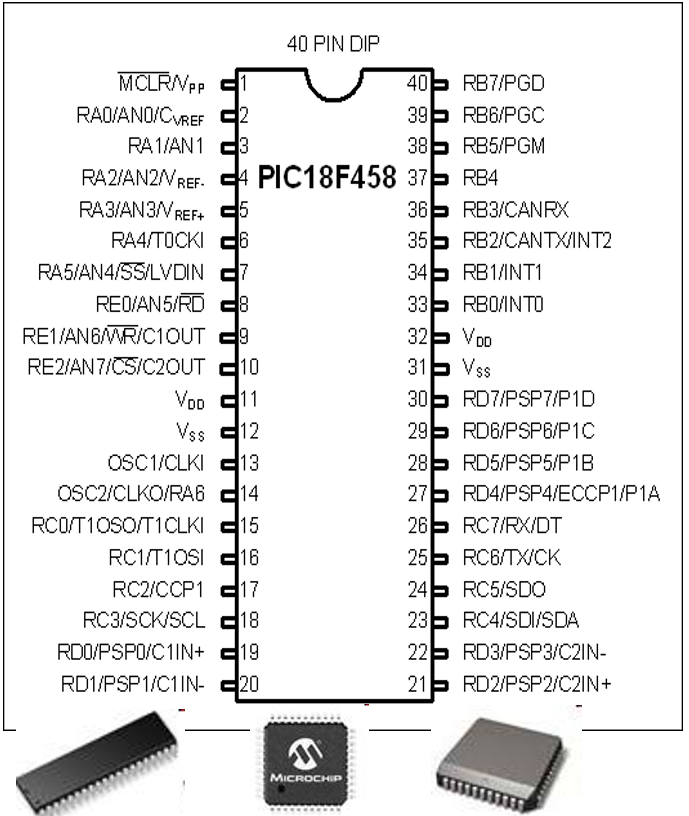 40 PIN DIP
MCLR/VPP 1 40 RB7/PGD
RA0/AN0/CVREF 2 39 RB6/PGC
RA1/AN1 3 38 RB5/PGM
RA2/AN2/VREF- 4 PIC18F458 37 RB4
RA3/AN3/VREF+ 5 36 RB3/CANRX
RA4/T0CKI 6 35 RB2/CANTX/INT2
RA5/AN4/SS/LVDIN 7 34 RB1/INT1
RE0/AN5/RD 8 33 RB0/INT0
RE1/AN6/WR/C1OUT 9 32 VDD
RE2/AN7/CS/C2OUT 10 31 VSS
VDD 11 30 RD7/PSP7/P1D
VSS 12 29 RD6/PSP6/P1C
OSC1/CLKI 13 28 RD5/PSP5/P1B
OSC2/CLKO/RA6 14 27 RD4/PSP4/ECCP1/P1A
RC0/T1OSO/T1CLKI 15 26 RC7/RX/DT
RC1/T1OSI 16 25 RC6/TX/CK
RC2/CCP1 17 24 RC5/SDO
RC3/SCK/SCL 18 23 RC4/SDI/SDA
RD0/PSP0/C1IN+ 19 22 RD3/PSP3/C2IN-
RD1/PSP1/C1IN- 20 21 RD2/PSP2/C2IN+
MICROCHIP